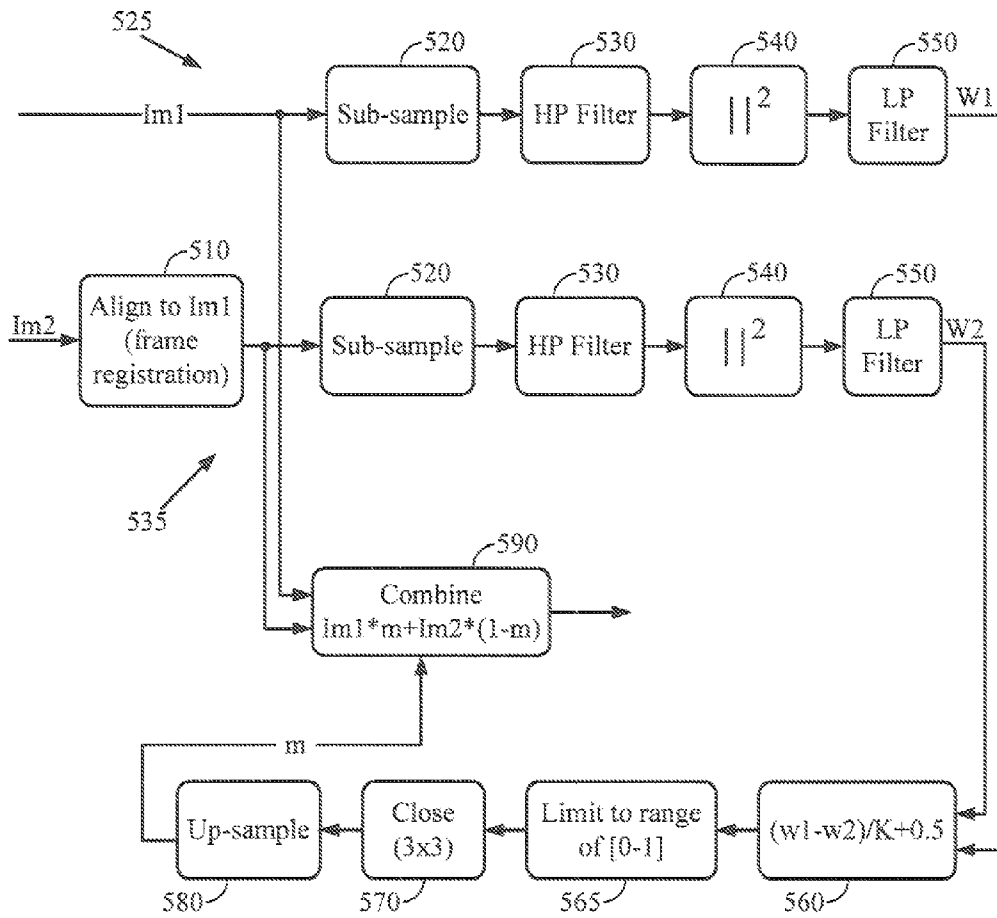 525
520
530
540
550
Im1
Sub-sample
HP Filter
||²
LP
Filter
W1
510
520
530
540
550
Im2
Align to Im1
(frame
registration)
Sub-sample
HP Filter
||²
LP
Filter
W2
535
590
Combine
Im1*m+Im2*(1-m)
m
Up-sample
Close
(3x3)
Limit to range
of [0-1]
(w1-w2)/K+0.5
580
570
565
560